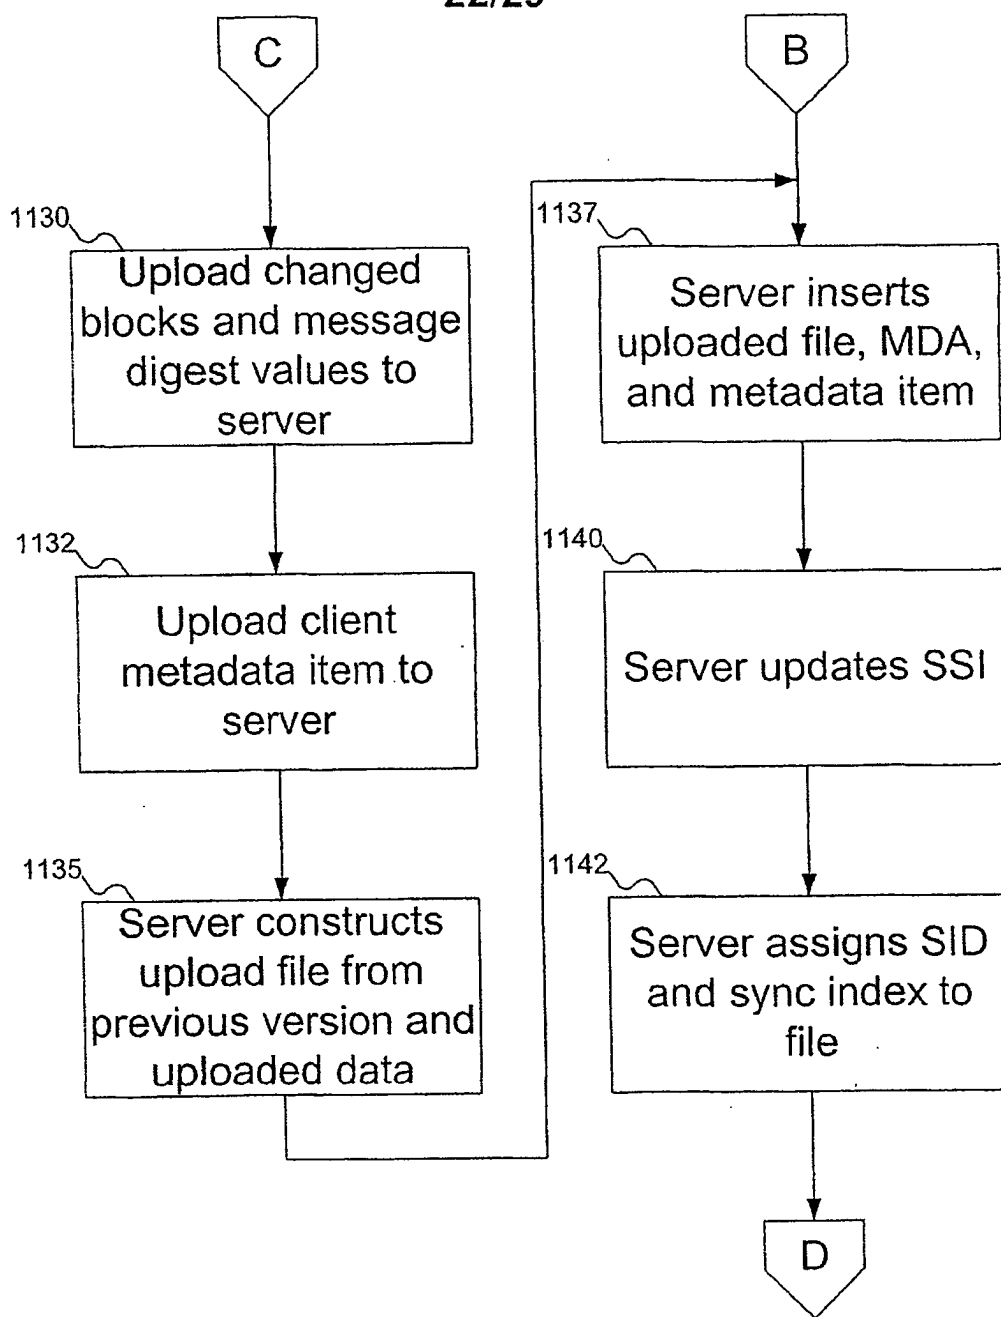 C
1130
Upload changed
blocks and message
digest values to
server
1132
Upload client
metadata item to
server
1135
Server constructs
upload file from
previous version and
uploaded data
B
1137
Server inserts
uploaded file, MDA,
and metadata item
1140
Server updates SSI
1142
Server assigns SID
and sync index to
file
D